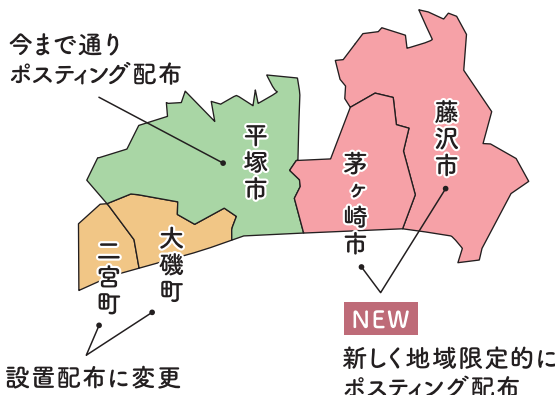 今まで通り
ポスティング配布
藤沢市
平塚市
茅ヶ崎市
大磯町
二宮町
NEW
新しく地域限定的に
ポスティング配布
設置配布に変更